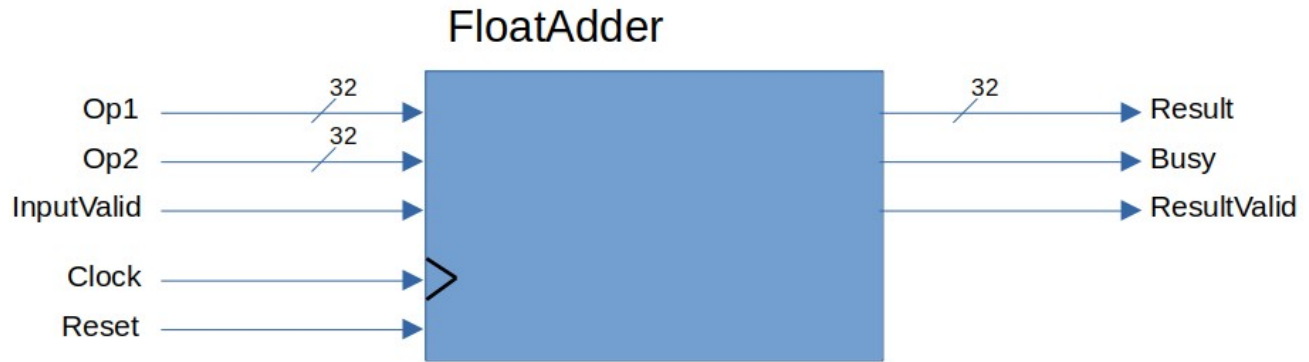 FloatAdder
Op1
32
32
Result
Op2
32
Busy
InputValid
ResultValid
Clock
Reset